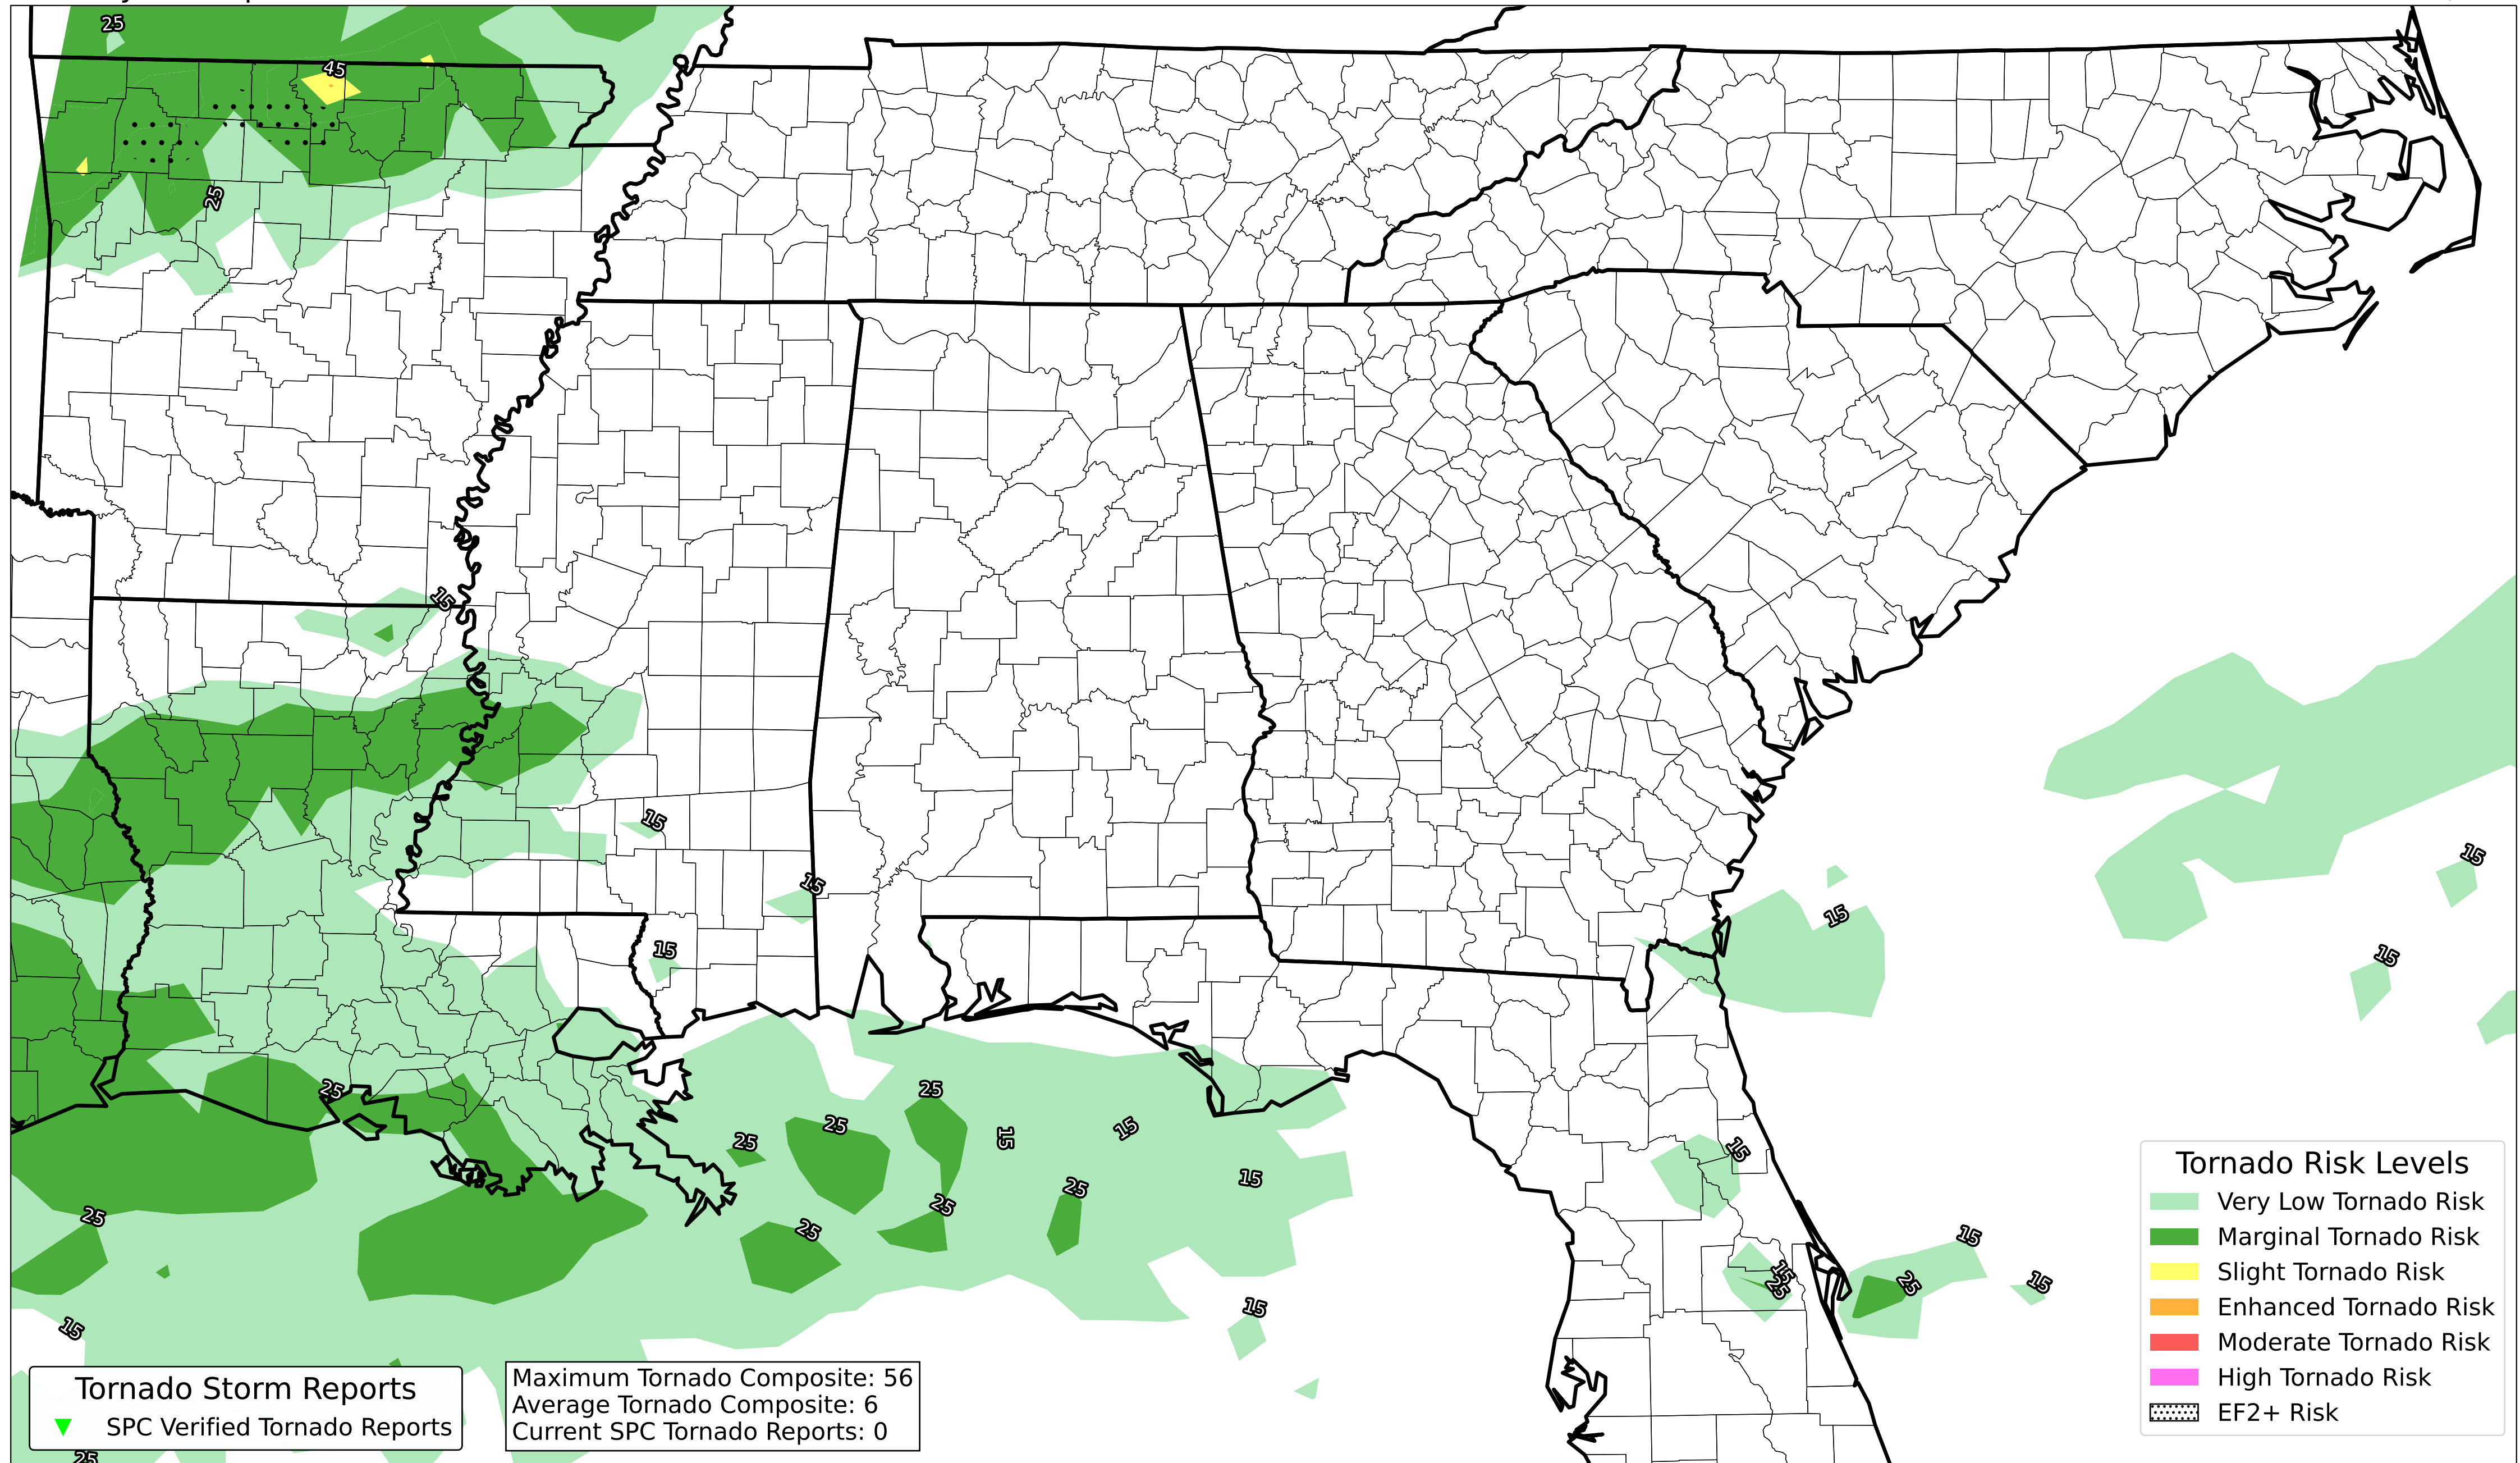 25
45
25
15
15
15
15
15
15
15
25
25
25
15
15
25
15
25
15
25
25
15
15
25
25
15
15
15
25
Tornado Risk Levels
Very Low Tornado Risk
Marginal Tornado Risk
Slight Tornado Risk
Enhanced Tornado Risk
Moderate Tornado Risk
High Tornado Risk
EF2+ Risk
Tornado Storm Reports
SPC Verified Tornado Reports
Maximum Tornado Composite: 56
Average Tornado Composite: 6
Current SPC Tornado Reports: 0
25